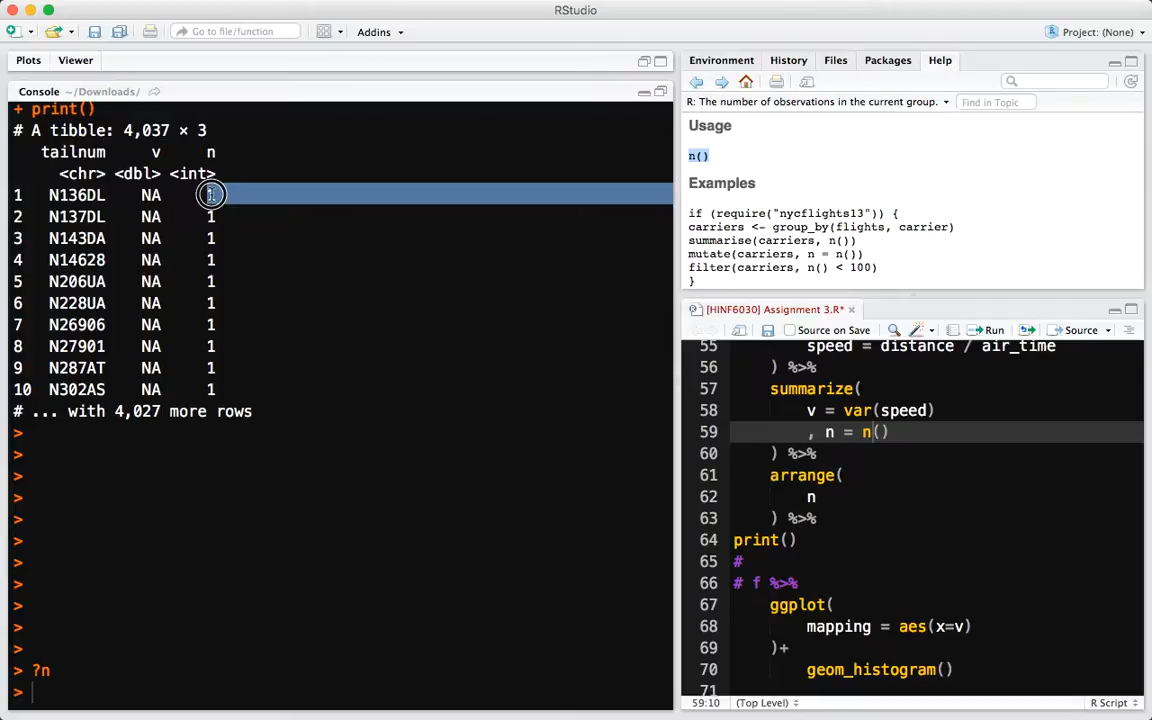 RStudio
Go to file/function
Addins
Project: (None)
Plots Viewer
Console ~/Downloads/
+ print()
# A tibble: 4,037 × 3
tailnum v n
<chr> <dbl> <int>
1 N136DL NA 1
2 N137DL NA 1
3 N143DA NA 1
4 N14628 NA 1
5 N206UA NA 1
6 N228UA NA 1
7 N26906 NA 1
8 N27901 NA 1
9 N287AT NA 1
10 N302AS NA 1
# ... with 4,027 more rows
>
>
>
>
>
>
>
>
>
>
>
> ?n
>
Environment History Files Packages Help
R: The number of observations in the current group. Find in Topic
Usage
n()
Examples
if (require("nycflights13")) {
carriers <- group_by(flights, carrier)
summarise(carriers, n())
mutate(carriers, n = n())
filter(carriers, n() < 100)
}
[HINF6030] Assignment 3.R*
Source on Save Run Source
55 speed = distance / air_time
56 ) %>%
57 summarize(
58 v = var(speed)
59 , n = n()
60 ) %>%
61 arrange(
62 n
63 ) %>%
64 print()
65 #
66 # f %>%
67 ggplot(
68 mapping = aes(x=v)
69 )+
70 geom_histogram()
71
59:10 (Top Level) R Script